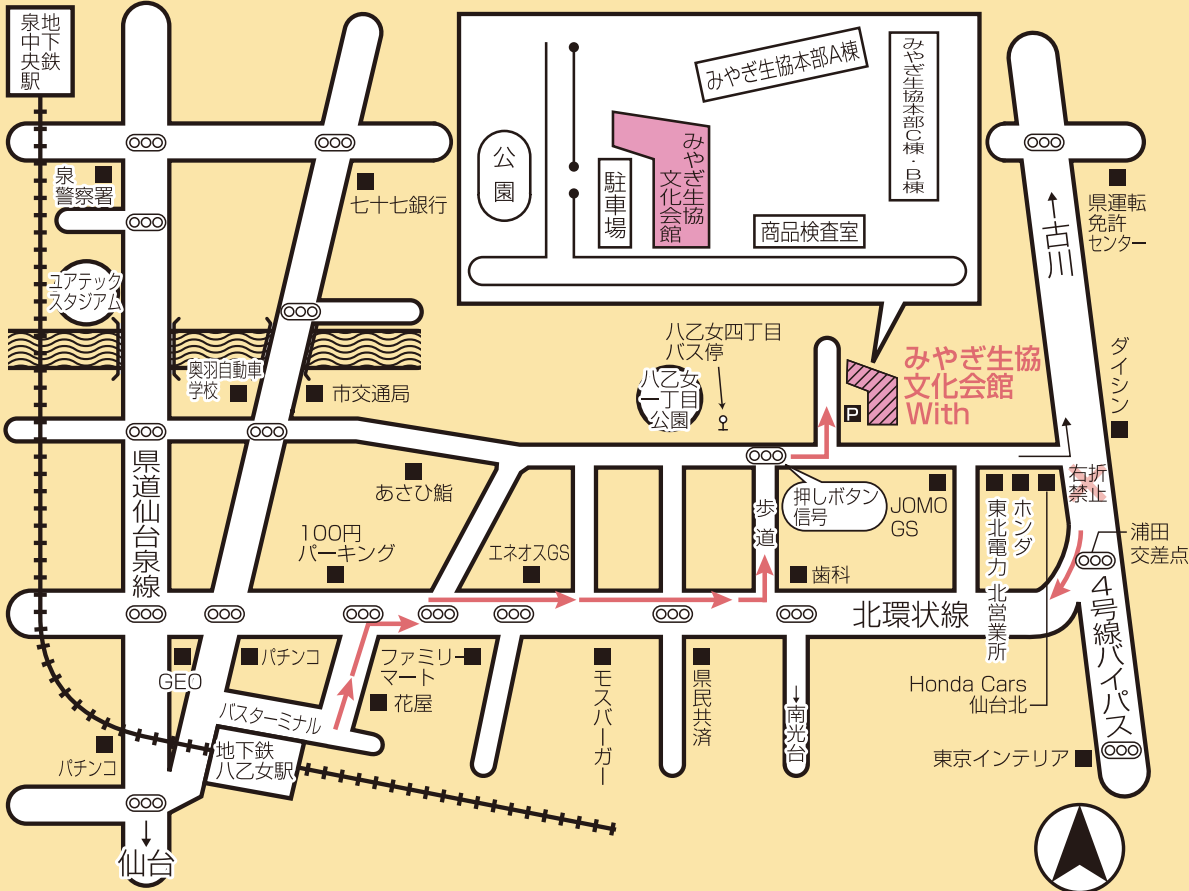 地下鉄
泉中央駅
泉
警察署
七十七銀行
ユアテック
スタジアム
奥羽自動車
学校
市交通局
県道仙台泉線
あさひ鮨
100円
パーキング
エネオスGS
GEO
パチンコ
ファミリー
マート
花屋
バスターミナル
地下鉄
八乙女駅
パチンコ
仙台
モスバーガー
県民共済
南光台
歯科
歩道
押しボタン
信号
JOMO
GS
八乙女四丁目
バス停
八乙女
一丁目
公園
P
みやぎ生協
文化会館
With
公園
駐車場
みやぎ生協
文化会館
みやぎ生協本部A棟
みやぎ生協本部C棟・B棟
商品検査室
県運転
免許
センター
古川
ダイシン
右折
禁止
浦田
交差点
ホンダ
東北電力 北営業所
北環状線
Honda Cars
仙台北
4号線バイパス
東京インテリア